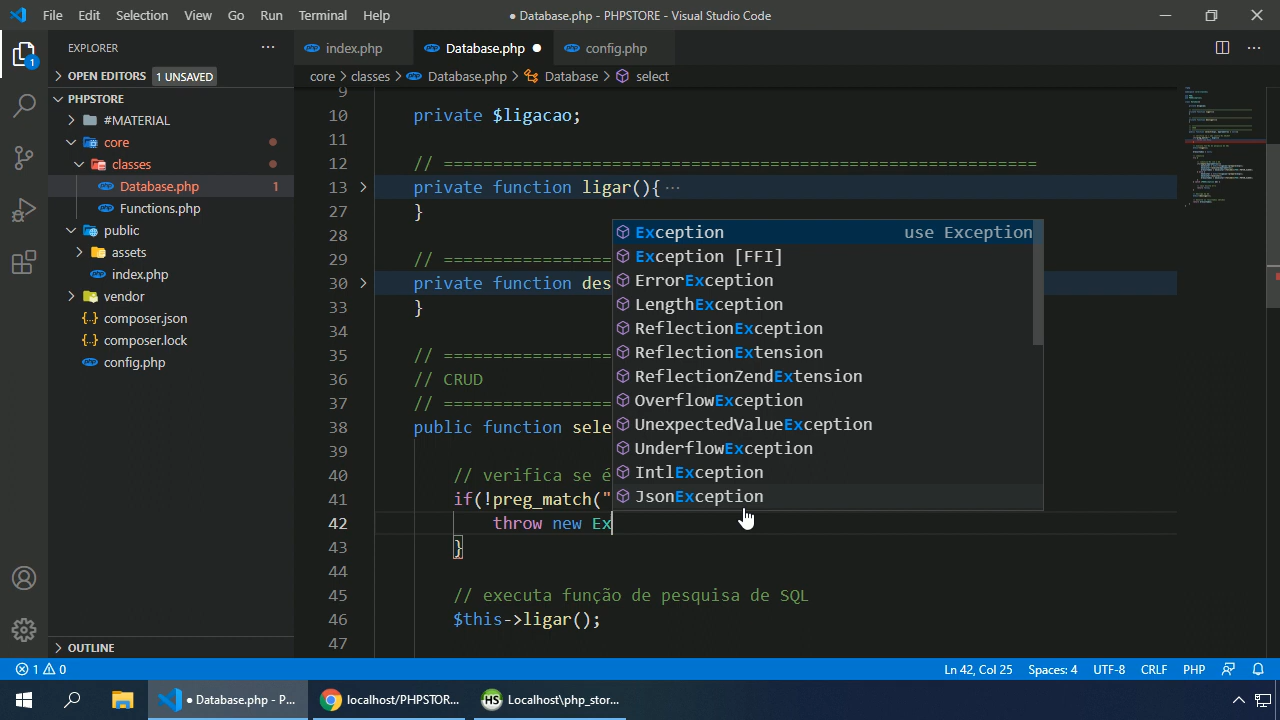 File Edit Selection View Go Run Terminal Help
● Database.php - PHPSTORE - Visual Studio Code
EXPLORER
OPEN EDITORS 1 UNSAVED
PHPSTORE
#MATERIAL
core
classes
Database.php 1
Functions.php
public
assets
index.php
vendor
composer.json
composer.lock
config.php
OUTLINE
index.php Database.php ● config.php
core > classes > Database.php > Database > select
9
10 private $ligacao;
11
12 // ============================================================
13 private function ligar(){ ···
27 }
28
29 // =================
30 private function des
33 }
34
35 // =================
36 // CRUD
37 // =================
38 public function sele
39
40 // verifica se é
41 if(!preg_match("
42 throw new Ex
43 }
44
45 // executa função de pesquisa de SQL
46 $this->ligar();
47
Exception use Exception
Exception [FFI]
ErrorException
LengthException
ReflectionException
ReflectionExtension
ReflectionZendExtension
OverflowException
UnexpectedValueException
UnderflowException
IntlException
JsonException
1 0 Ln 42, Col 25 Spaces: 4 UTF-8 CRLF PHP
● Database.php - P... localhost/PHPSTOR... HS Localhost\php_stor...